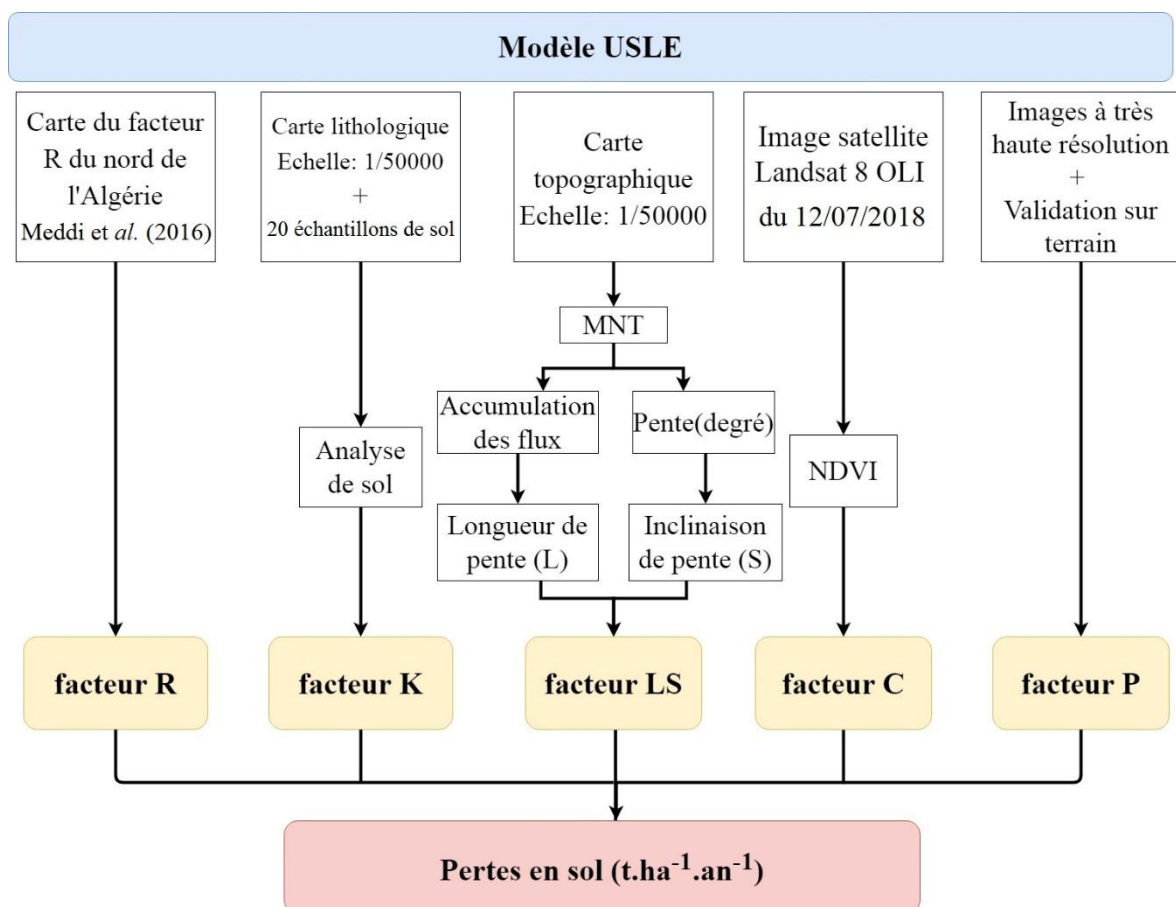 Modèle USLE
Carte du facteur
R du nord de
l'Algérie
Meddi et al. (2016)
Carte lithologique
Echelle: 1/50000
+
20 échantillons de sol
Carte
topographique
Echelle: 1/50000
Image satellite
Landsat 8 OLI
du 12/07/2018
Images à très
haute résolution
+
Validation sur
terrain
MNT
Accumulation
des flux
Pente(degré)
Analyse
de sol
NDVI
Longueur de
pente (L)
Inclinaison
de pente (S)
facteur R
facteur K
facteur LS
facteur C
facteur P
Pertes en sol (t.ha⁻¹.an⁻¹)